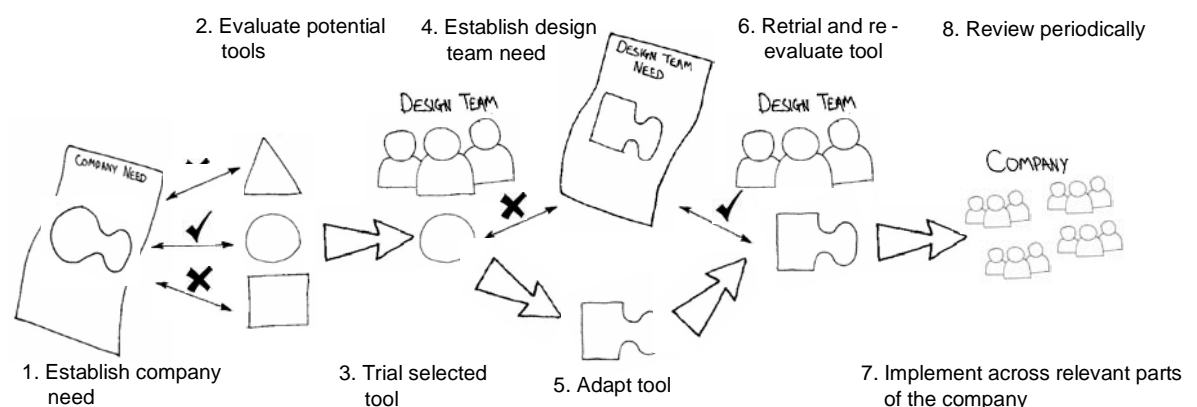 2. Evaluate potential
tools
4. Establish design
team need
6. Retrial and re -
evaluate tool
8. Review periodically
DESIGN TEAM
NEED
DESIGN TEAM
DESIGN TEAM
COMPANY NEED
COMPANY
1. Establish company
need
3. Trial selected
tool
5. Adapt tool
7. Implement across relevant parts
of the company